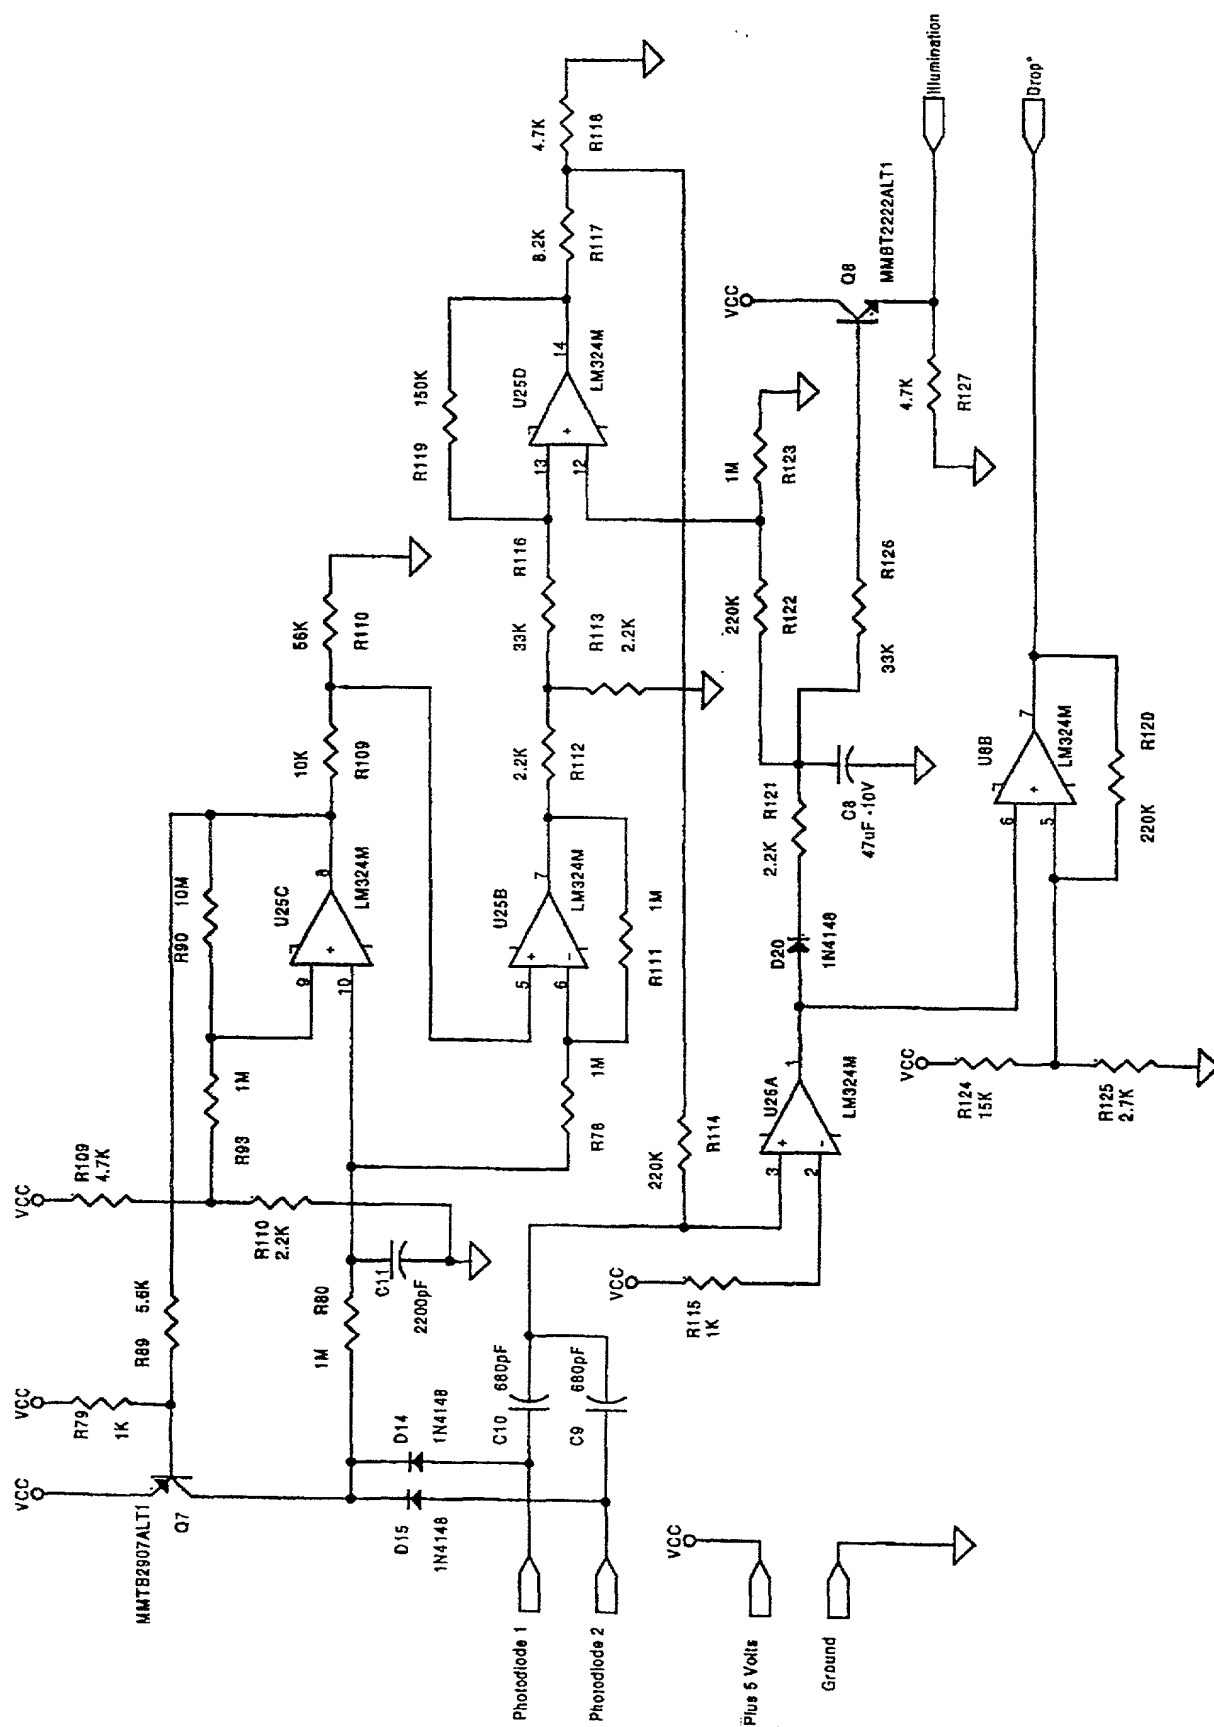 VCC
MMTB2907ALT1
Q7
VCC
R79
1K
R89
5.6K
VCC
R109
4.7K
R110
2.2K
R93
1M
R90
10M
U25C
9
10
+
8
LM324M
10K
R109
56K
R110
1M
R80
C11
2200pF
R78
1M
U25B
5
6
+
-
7
LM324M
R111
1M
2.2K
R112
R113
2.2K
33K
R116
R119
150K
U25D
13
12
+
14
LM324M
8.2K
R117
4.7K
R118
D15
1N4148
D14
1N4148
C10
680pF
C9
680pF
Photodiode 1
Photodiode 2
VCC
R115
1K
220K
R114
U26A
3
2
+
-
1
LM324M
D20
1N4148
2.2K
R121
C8
47uF-10V
220K
R122
1M
R123
33K
R126
VCC
Q8
MMBT2222ALT1
4.7K
R127
Illumination
VCC
Plus 5 Volts
Ground
VCC
R124
15K
R125
2.7K
U6B
6
5
+
7
LM324M
220K
R120
Drop*